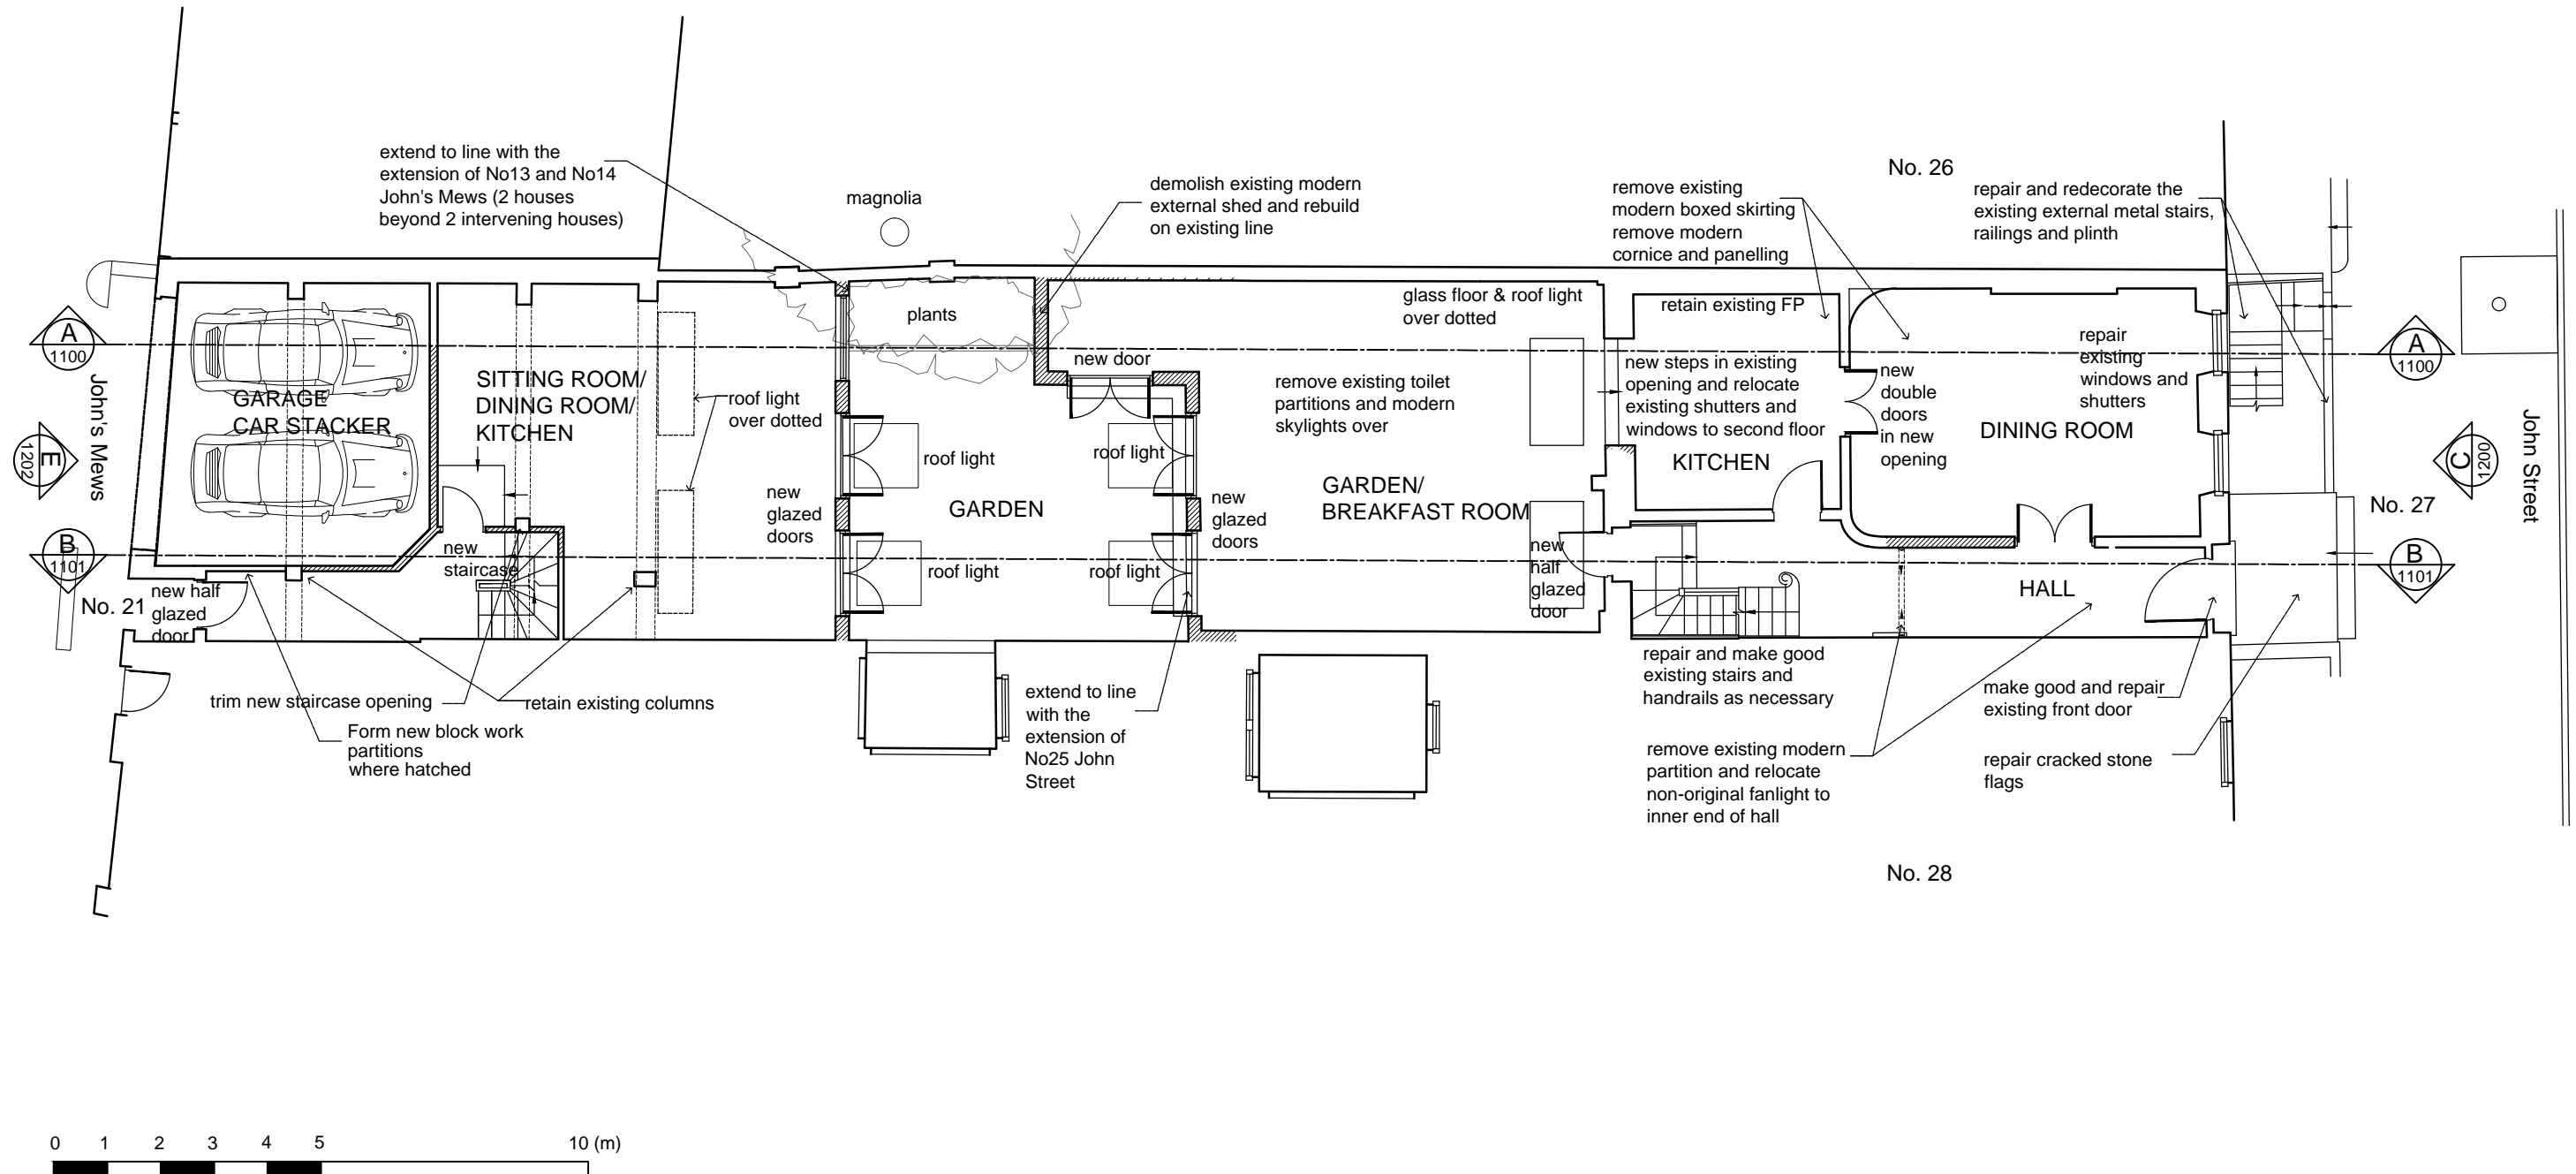 extend to line with the
extension of No13 and No14
John's Mews (2 houses
beyond 2 intervening houses)
magnolia
demolish existing modern
external shed and rebuild
on existing line
remove existing
modern boxed skirting
remove modern
cornice and panelling
No. 26
repair and redecorate the
existing external metal stairs,
railings and plinth
A
1100
John's Mews
E
1202
B
1101
No. 21
GARAGE
CAR STACKER
SITTING ROOM/
DINING ROOM/
KITCHEN
roof light
over dotted
new
glazed
doors
new
staircase
new half
glazed
door
plants
roof light
roof light
GARDEN
roof light
roof light
new door
new
glazed
doors
remove existing toilet
partitions and modern
skylights over
glass floor & roof light
over dotted
GARDEN/
BREAKFAST ROOM
new
half
glazed
door
retain existing FP
new steps in existing
opening and relocate
existing shutters and
windows to second floor
KITCHEN
new
double
doors
in new
opening
repair
existing
windows and
shutters
DINING ROOM
HALL
A
1100
C
1200
John Street
No. 27
B
1101
trim new staircase opening
retain existing columns
Form new block work
partitions
where hatched
extend to line
with the
extension of
No25 John
Street
repair and make good
existing stairs and
handrails as necessary
remove existing modern
partition and relocate
non-original fanlight to
inner end of hall
make good and repair
existing front door
repair cracked stone
flags
No. 28
0 1 2 3 4 5 10 (m)